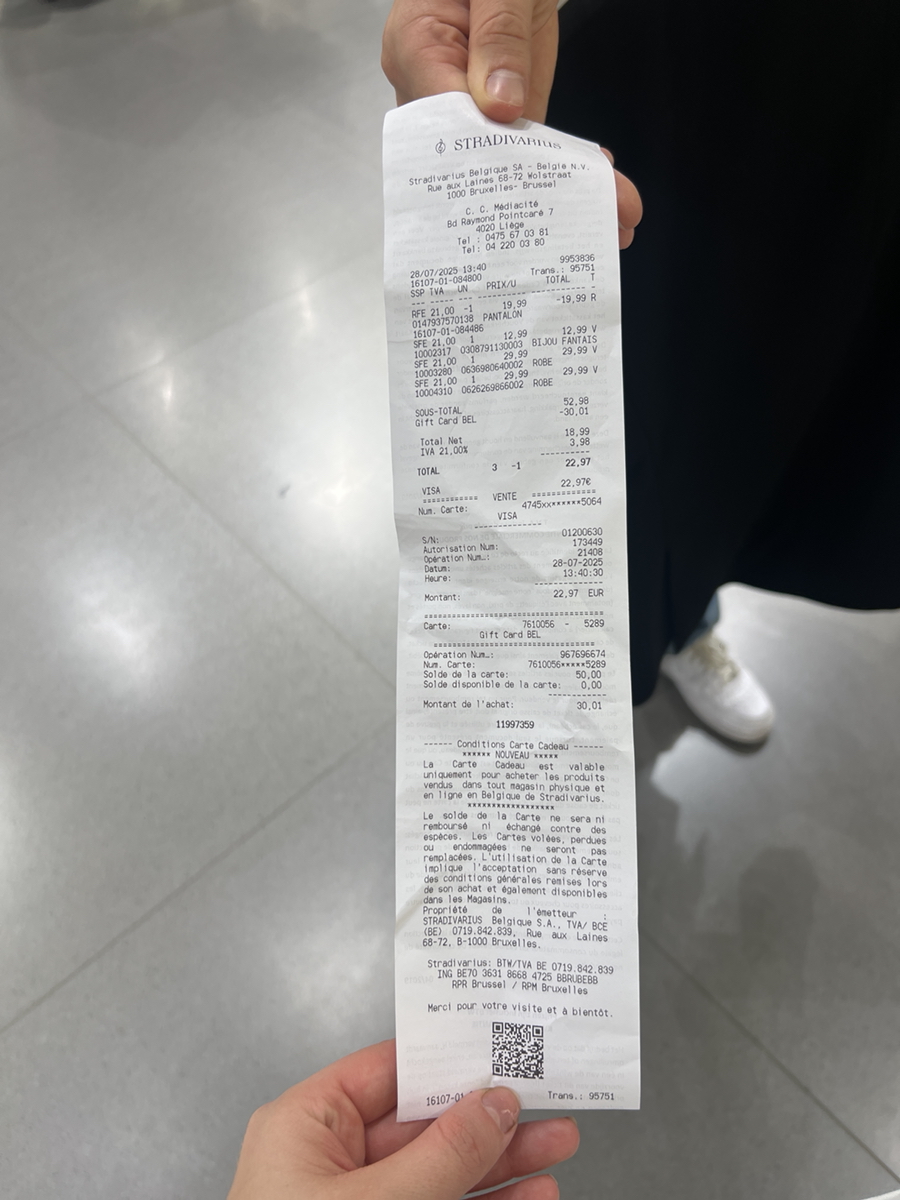 STRADIVARIUS
Stradivarius Belgique SA - België N.V.
Rue aux Laines 68-72 Wolstraat
1000 Bruxelles- Brussel
C. C. Médiacité
Bd Raymond Pointcaré 7
4020 Liège
Tel : 0475 67 03 81
Tel: 04 220 03 80
9953836
28/07/2025 13:40 Trans.: 95751
16107-01-084800
SSP TVA UN PRIX/U TOTAL T
--- ----- --- ---------- ---------- -
RFE 21,00 -1 19,99 -19,99 R
0147937570138 PANTALON
16107-01-084486
SFE 21,00 1 12,99 12,99 V
10002317 0308791130003 BIJOU FANTAIS
SFE 21,00 1 29,99 29,99 V
10003280 0636980640002 ROBE
SFE 21,00 1 29,99 29,99 V
10004310 0626269866002 ROBE
SOUS-TOTAL 52,98
Gift Card BEL -30,01
Total Net 18,99
IVA 21,00% 3,98
----------
TOTAL 3 -1 22,97
VISA 22,97€
============ VENTE =============
Num. Carte: 4745xx******5064
VISA
-------------
S/N: 01200630
Autorisation Num: 173449
Opération Num.: 21408
Datum: 28-07-2025
Heure: 13:40:30
-------------
Montant: 22,97 EUR
==================================
Carte: 7610056 - 5289
Gift Card BEL
==============================
Opération Num.: 967696674
Num. Carte: 7610056*****5289
Solde de la carte: 50,00
Solde disponible de la carte: 0,00
------------
Montant de l'achat: 30,01
11997359
------ Conditions Carte Cadeau ------
****** NOUVEAU *****
La Carte Cadeau est valable
uniquement pour acheter les produits
vendus dans tout magasin physique et
en ligne en Belgique de Stradivarius.
*****************
Le solde de la Carte ne sera ni
remboursé ni échangé contre des
espèces. Les Cartes volées, perdues
ou endommagées ne seront pas
remplacées. L'utilisation de la Carte
implique l'acceptation sans réserve
des conditions générales remises lors
de son achat et également disponibles
dans les Magasins.
Propriété de l'émetteur :
STRADIVARIUS Belgique S.A., TVA/ BCE
(BE) 0719.842.839, Rue aux Laines
68-72, B-1000 Bruxelles.
Stradivarius: BTW/TVA BE 0719.842.839
ING BE70 3631 8668 4725 BBRUBEBB
RPR Brussel / RPM Bruxelles
Merci pour votre visite et à bientôt.
16107-01 Trans.: 95751